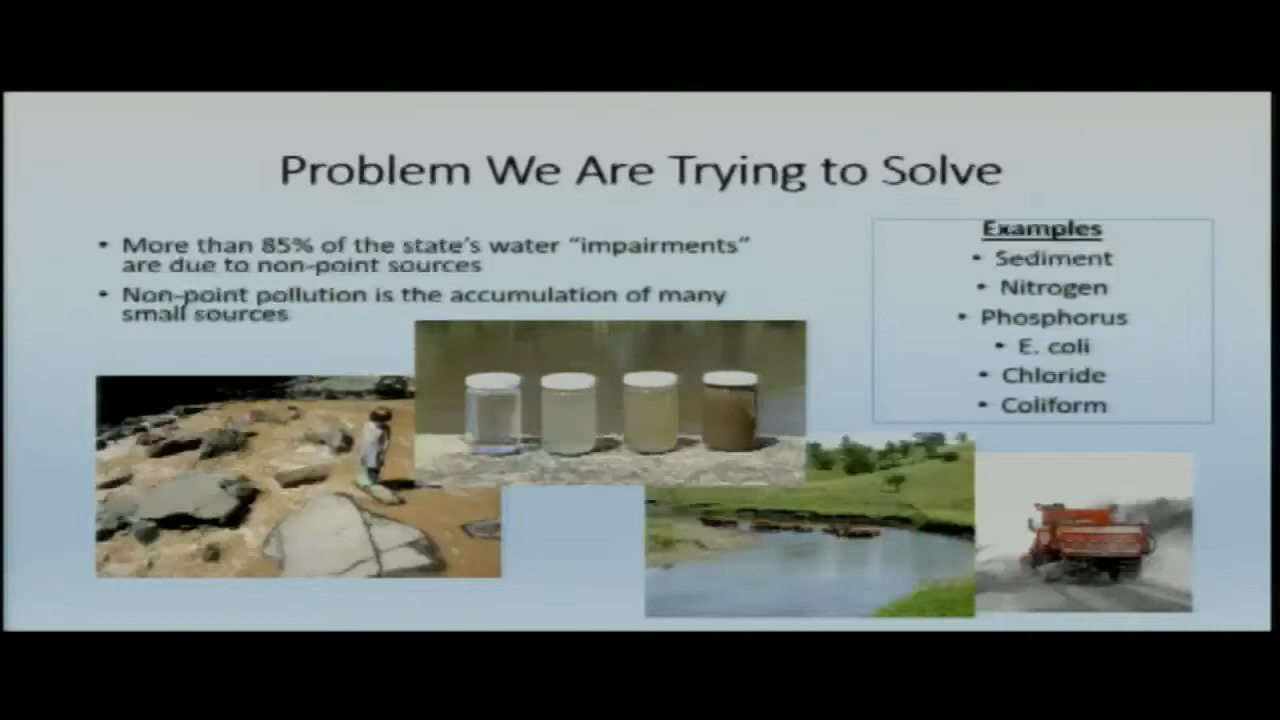 Problem We Are Trying to Solve
• More than 85% of the state's water “impairments”
are due to non-point sources
• Non-point pollution is the accumulation of many
small sources
Examples
• Sediment
• Nitrogen
• Phosphorus
• E. coli
• Chloride
• Coliform